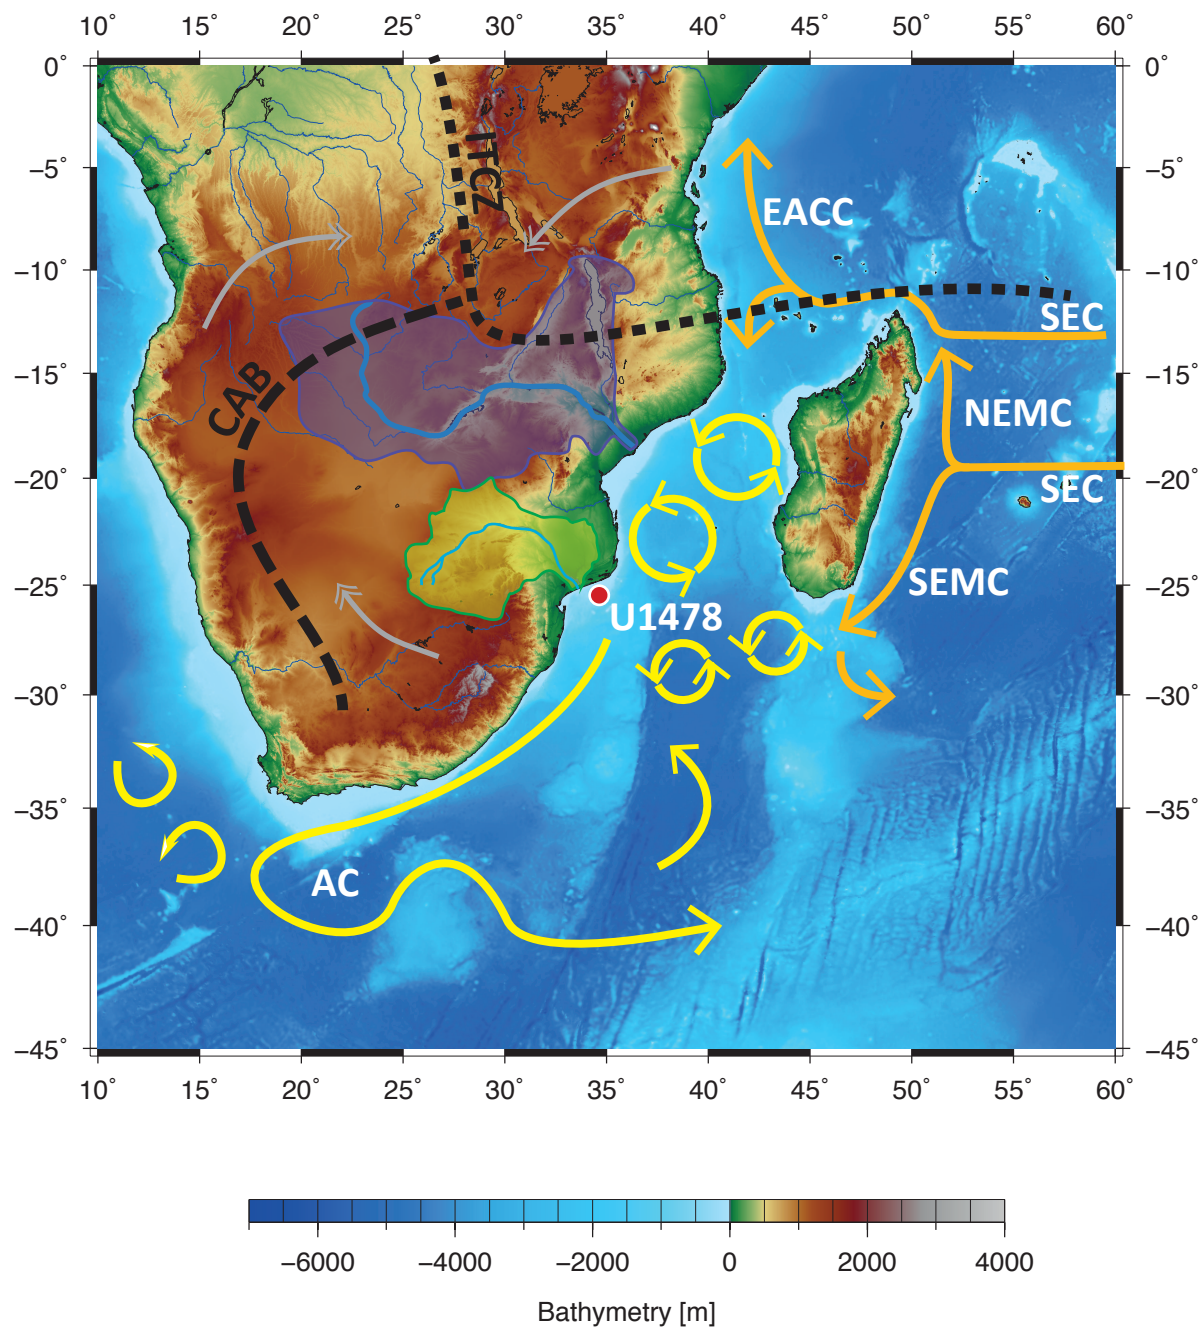 10° 15° 20° 25° 30° 35° 40° 45° 50° 55° 60°
0° 0°
ITCZ
−5° −5°
EACC
−10° −10°
SEC
CAB
−15° −15°
NEMC
−20° −20°
SEC
SEMC
−25° −25°
U1478
−30° −30°
−35° −35°
AC
−40° −40°
−45° −45°
10° 15° 20° 25° 30° 35° 40° 45° 50° 55° 60°
−6000 −4000 −2000 0 2000 4000
Bathymetry [m]